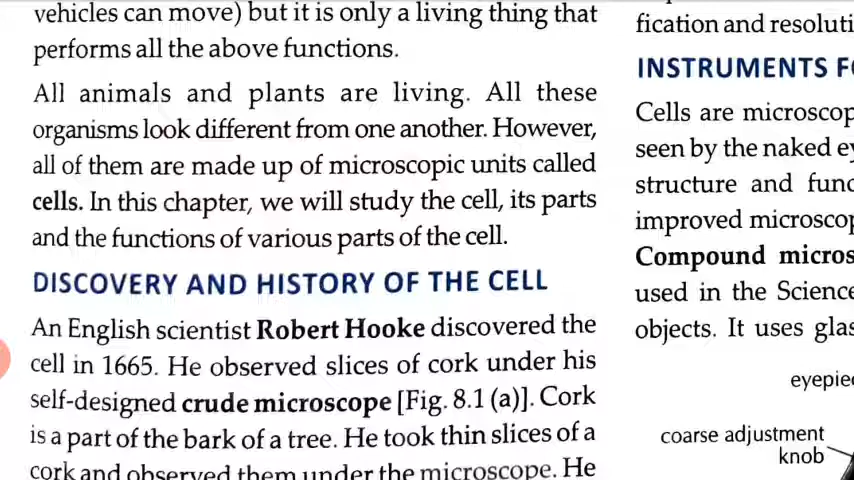 vehicles can move) but it is only a living thing that
performs all the above functions.
All animals and plants are living. All these
organisms look different from one another. However,
all of them are made up of microscopic units called
cells. In this chapter, we will study the cell, its parts
and the functions of various parts of the cell.
DISCOVERY AND HISTORY OF THE CELL
An English scientist Robert Hooke discovered the
cell in 1665. He observed slices of cork under his
self-designed crude microscope [Fig. 8.1 (a)]. Cork
is a part of the bark of a tree. He took thin slices of a
cork and observed them under the microscope. He
fication and resoluti
INSTRUMENTS F
Cells are microscop
seen by the naked ey
structure and func
improved microscop
Compound micros
used in the Science
objects. It uses glas
eyepie
coarse adjustment
knob